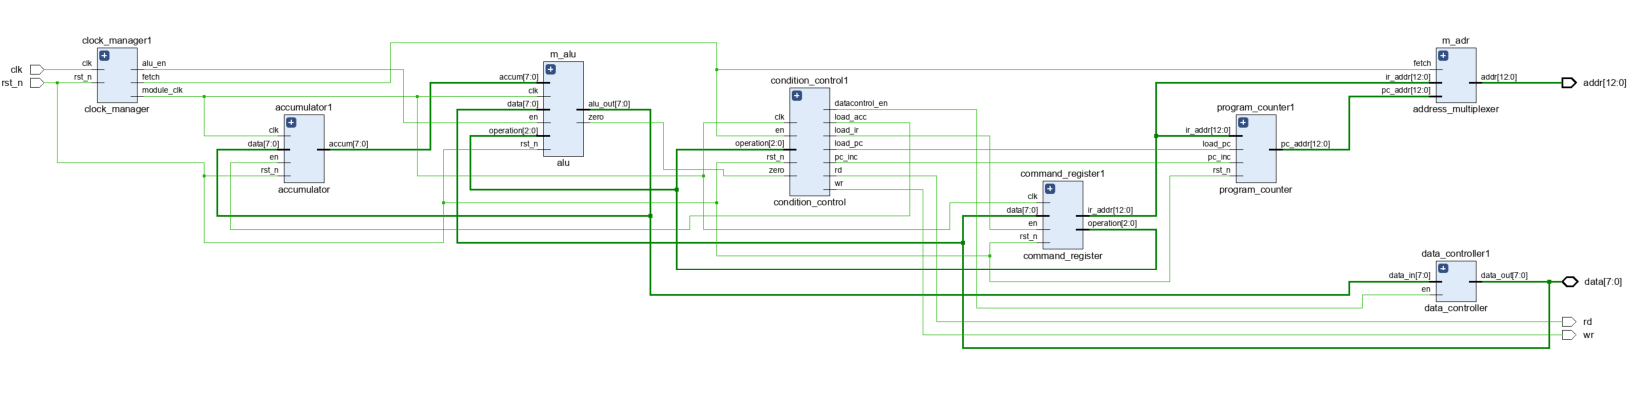 clk
rst_n
clock_manager1
clk
rst_n
alu_en
fetch
module_clk
clock_manager
accumulator1
clk
data[7:0]
en
rst_n
accum[7:0]
accumulator
m_alu
accum[7:0]
clk
data[7:0]
en
operation[2:0]
rst_n
alu_out[7:0]
zero
alu
condition_control1
clk
en
operation[2:0]
rst_n
zero
datacontrol_en
load_acc
load_ir
load_pc
pc_inc
rd
wr
condition_control
command_register1
clk
data[7:0]
en
rst_n
ir_addr[12:0]
operation[2:0]
command_register
program_counter1
ir_addr[12:0]
load_pc
pc_inc
rst_n
pc_addr[12:0]
program_counter
m_adr
fetch
ir_addr[12:0]
pc_addr[12:0]
addr[12:0]
address_multiplexer
data_controller1
data_in[7:0]
en
data_out[7:0]
data_controller
addr[12:0]
data[7:0]
rd
wr